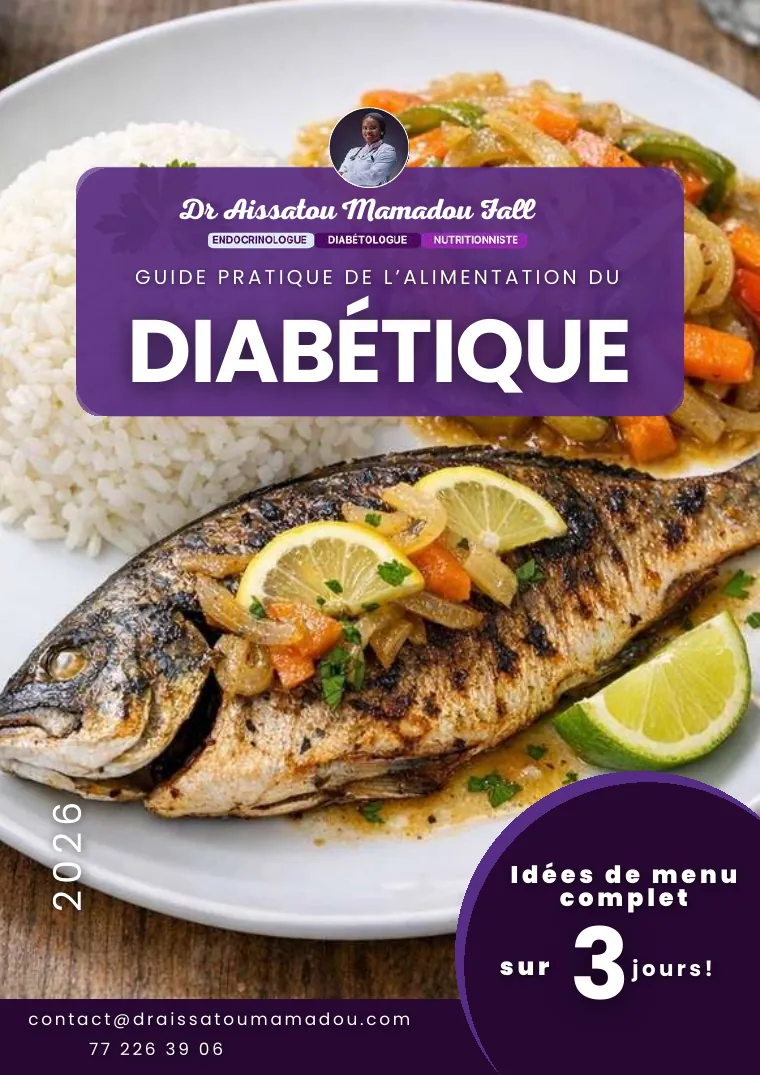 Dr Aissatou Mamadou Fall
ENDOCRINOLOGUE DIABÉTOLOGUE NUTRITIONNISTE
GUIDE PRATIQUE DE L’ALIMENTATION DU
DIABÉTIQUE
2026
Idées de menu
complet
sur 3 jours!
contact@draissatoumamadou.com
77 226 39 06